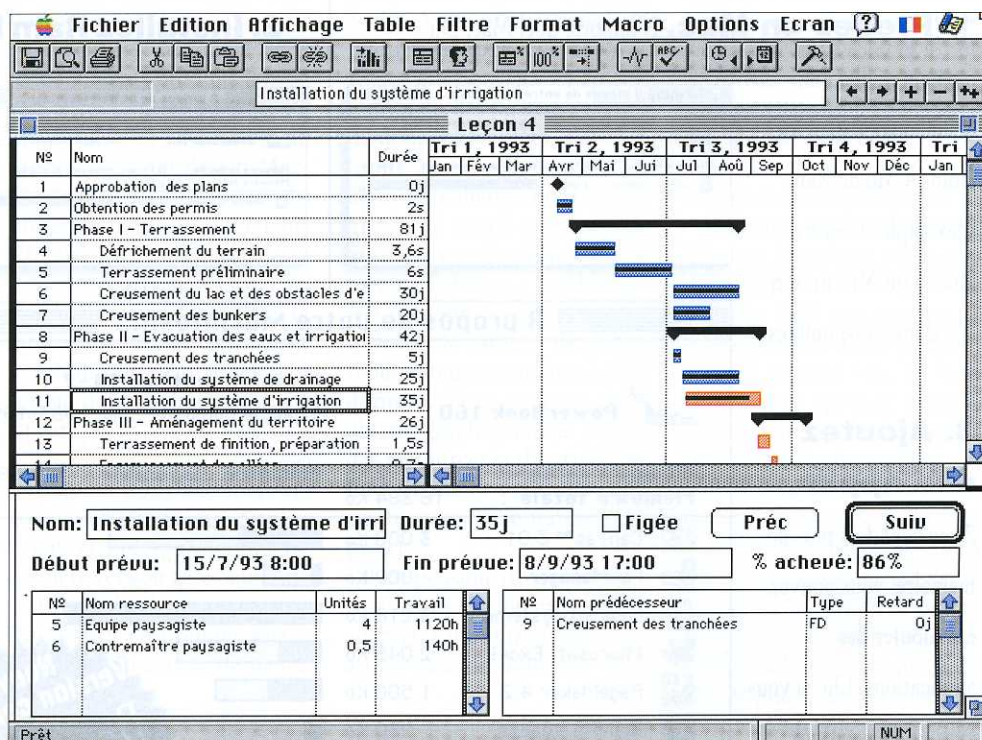 Fichier Edition Affichage Table Filtre Format Macro Options Ecran ?
100%
ABC
Installation du système d'irrigation
Leçon 4
Nº Nom Durée Tri 1, 1993 Tri 2, 1993 Tri 3, 1993 Tri 4, 1993 Tri
Jan Fév Mar Avr Mai Jui Jul Aoû Sep Oct Nov Déc Jan
1 Approbation des plans 0j
2 Obtention des permis 2s
3 Phase I - Terrassement 81j
4 Défrichement du terrain 3,6s
5 Terrassement préliminaire 6s
6 Creusement du lac et des obstacles d'e 30j
7 Creusement des bunkers 20j
8 Phase II - Evacuation des eaux et irrigation 42j
9 Creusement des tranchées 5j
10 Installation du système de drainage 25j
11 Installation du système d'irrigation 35j
12 Phase III - Aménagement du territoire 26j
13 Terrassement de finition, préparation 1,5s
Nom: Installation du système d'irri Durée: 35j Figée Préc Suiv
Début prévu: 15/7/93 8:00 Fin prévue: 8/9/93 17:00 % achevé: 86%
Nº Nom ressource Unités Travail Nº Nom prédécesseur Type Retard
5 Equipe paysagiste 4 1120h 9 Creusement des tranchées FD 0j
6 Contremaître paysagiste 0,5 140h
Prêt NUM